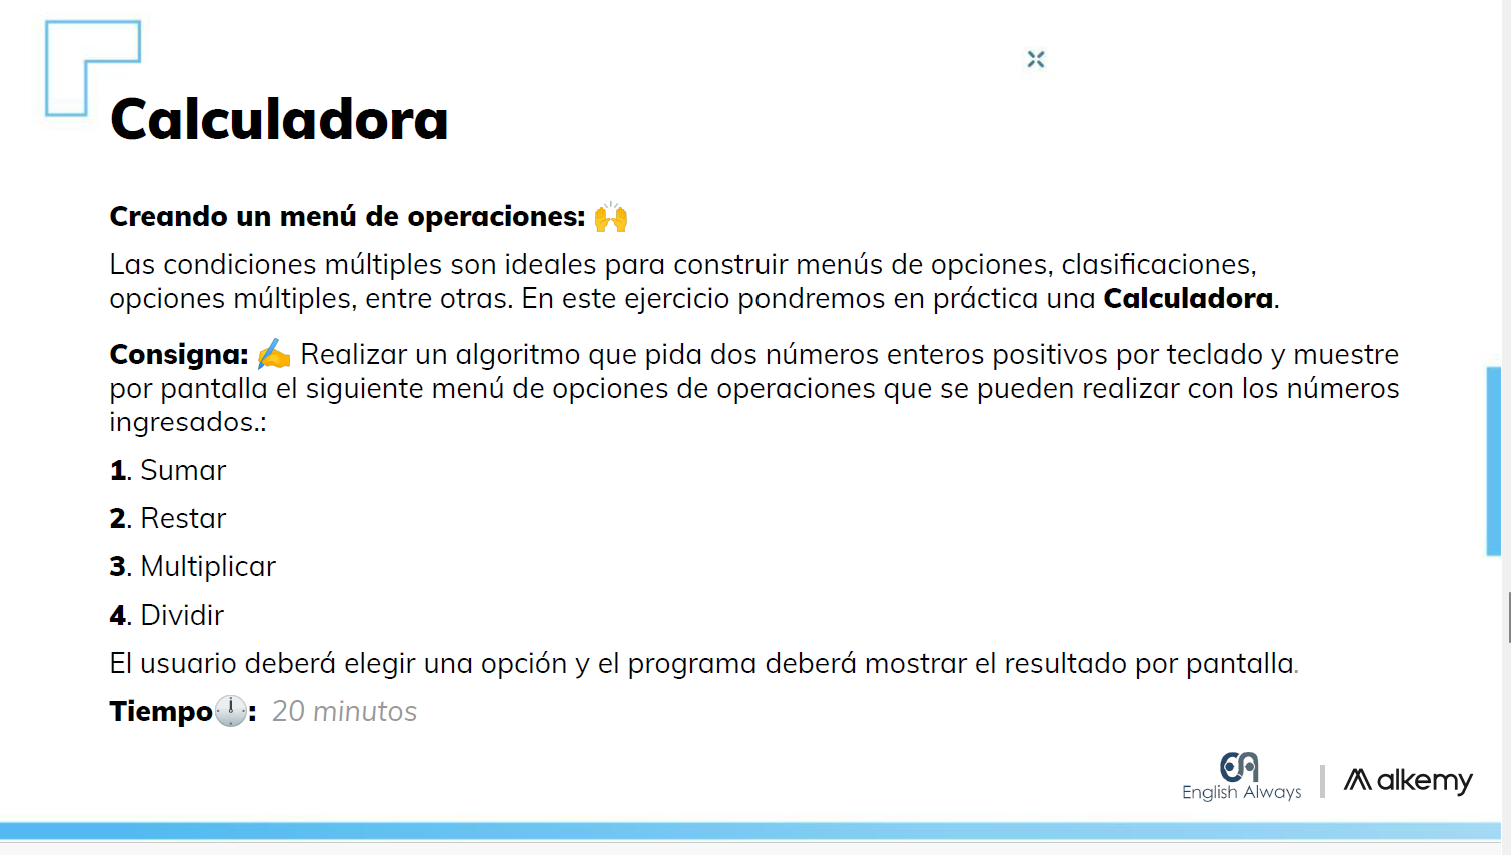 Calculadora
Creando un menú de operaciones: 🙌
Las condiciones múltiples son ideales para construir menús de opciones, clasificaciones,
opciones múltiples, entre otras. En este ejercicio pondremos en práctica una Calculadora.
Consigna: ✍️ Realizar un algoritmo que pida dos números enteros positivos por teclado y muestre
por pantalla el siguiente menú de opciones de operaciones que se pueden realizar con los números
ingresados.:
1. Sumar
2. Restar
3. Multiplicar
4. Dividir
El usuario deberá elegir una opción y el programa deberá mostrar el resultado por pantalla.
Tiempo🕛: 20 minutos
EA
English Always
alkemy